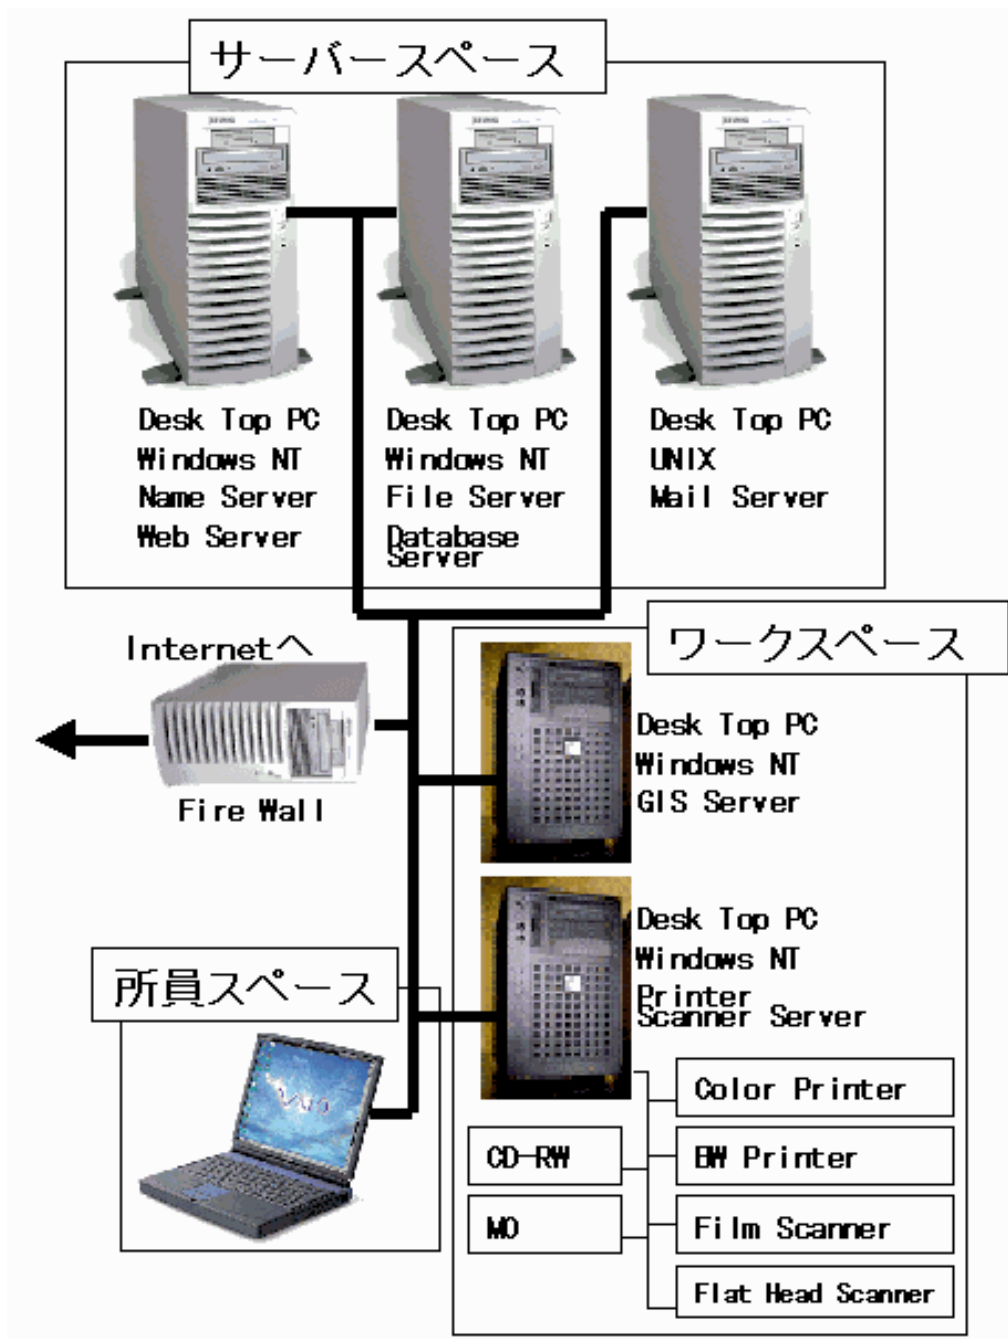 サーバースペース
Desk Top PC
Windows NT
Name Server
Web Server
Desk Top PC
Windows NT
File Server
Database
Server
Desk Top PC
UNIX
Mail Server
Internetへ
Fire Wall
ワークスペース
Desk Top PC
Windows NT
GIS Server
Desk Top PC
Windows NT
Printer
Scanner Server
所員スペース
VAIO
Color Printer
CD-RW
BW Printer
MO
Film Scanner
Flat Head Scanner